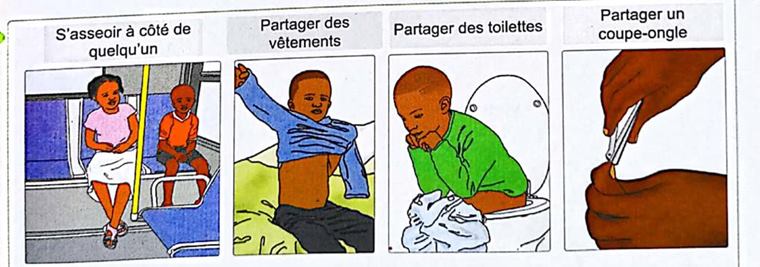 S'asseoir à côté de
quelqu'un
Partager des
vêtements
Partager des toilettes
Partager un
coupe-ongle